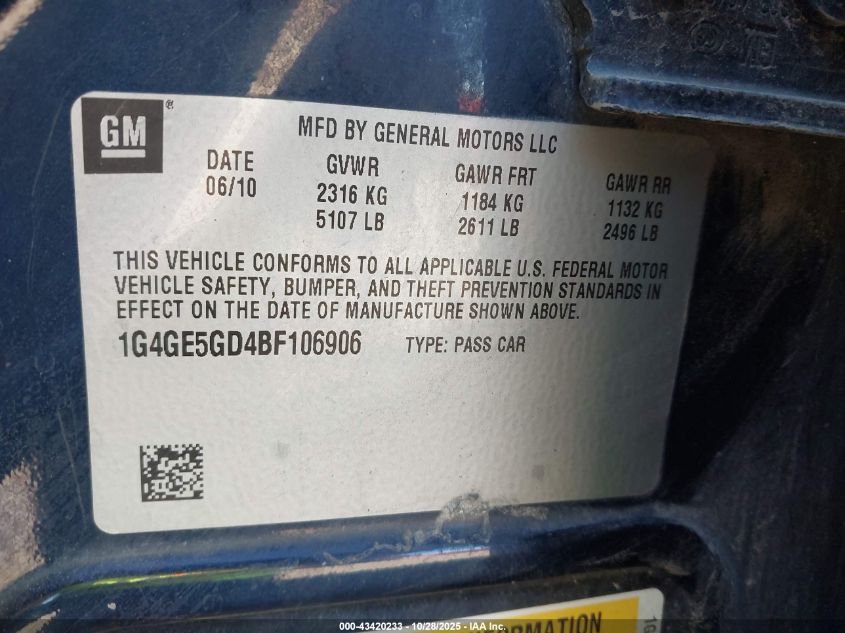 GM®
MFD BY GENERAL MOTORS LLC
DATE GVWR GAWR FRT GAWR RR
06/10 2316 KG 1184 KG 1132 KG
5107 LB 2611 LB 2496 LB
THIS VEHICLE CONFORMS TO ALL APPLICABLE U.S. FEDERAL MOTOR
VEHICLE SAFETY, BUMPER, AND THEFT PREVENTION STANDARDS IN
EFFECT ON THE DATE OF MANUFACTURE SHOWN ABOVE.
1G4GE5GD4BF106906 TYPE: PASS CAR
000-43420233 - 10/28/2025 - IAA Inc.